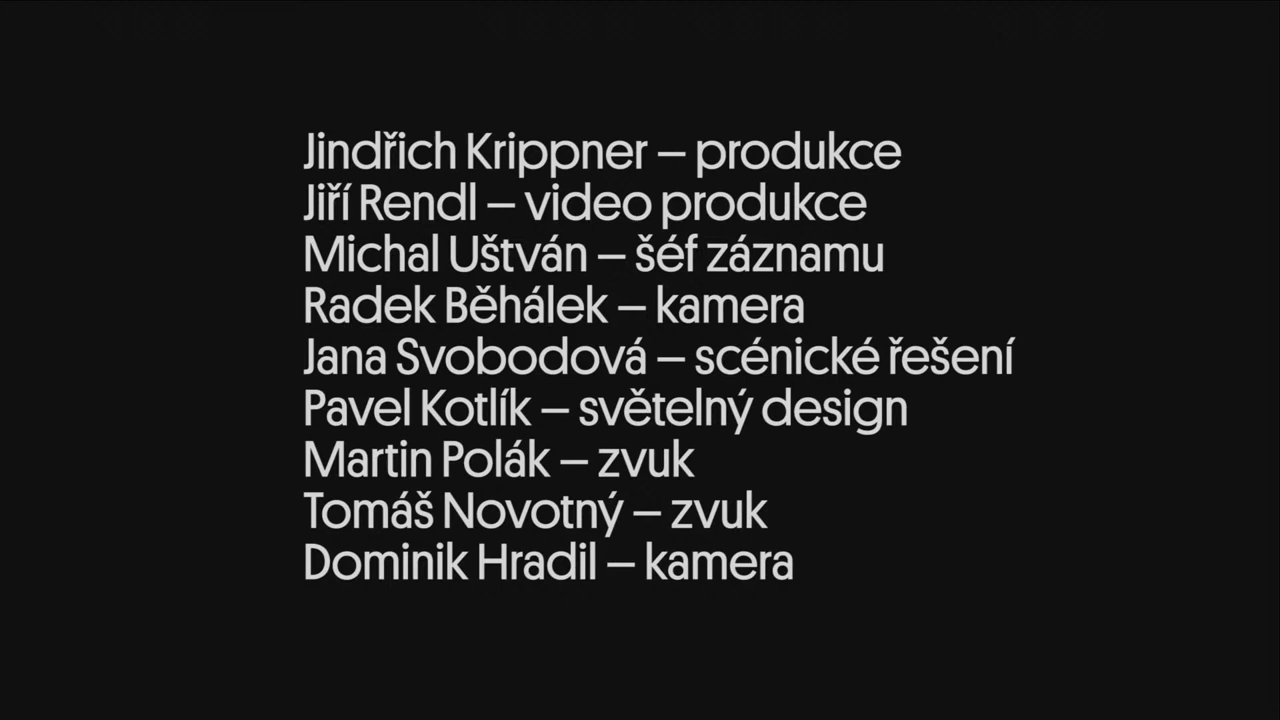 Jindřich Krippner – produkce
Jiří Rendl – video produkce
Michal Uštván – šéf záznamu
Radek Běhálek – kamera
Jana Svobodová – scénické řešení
Pavel Kotlík – světelný design
Martin Polák – zvuk
Tomáš Novotný – zvuk
Dominik Hradil – kamera